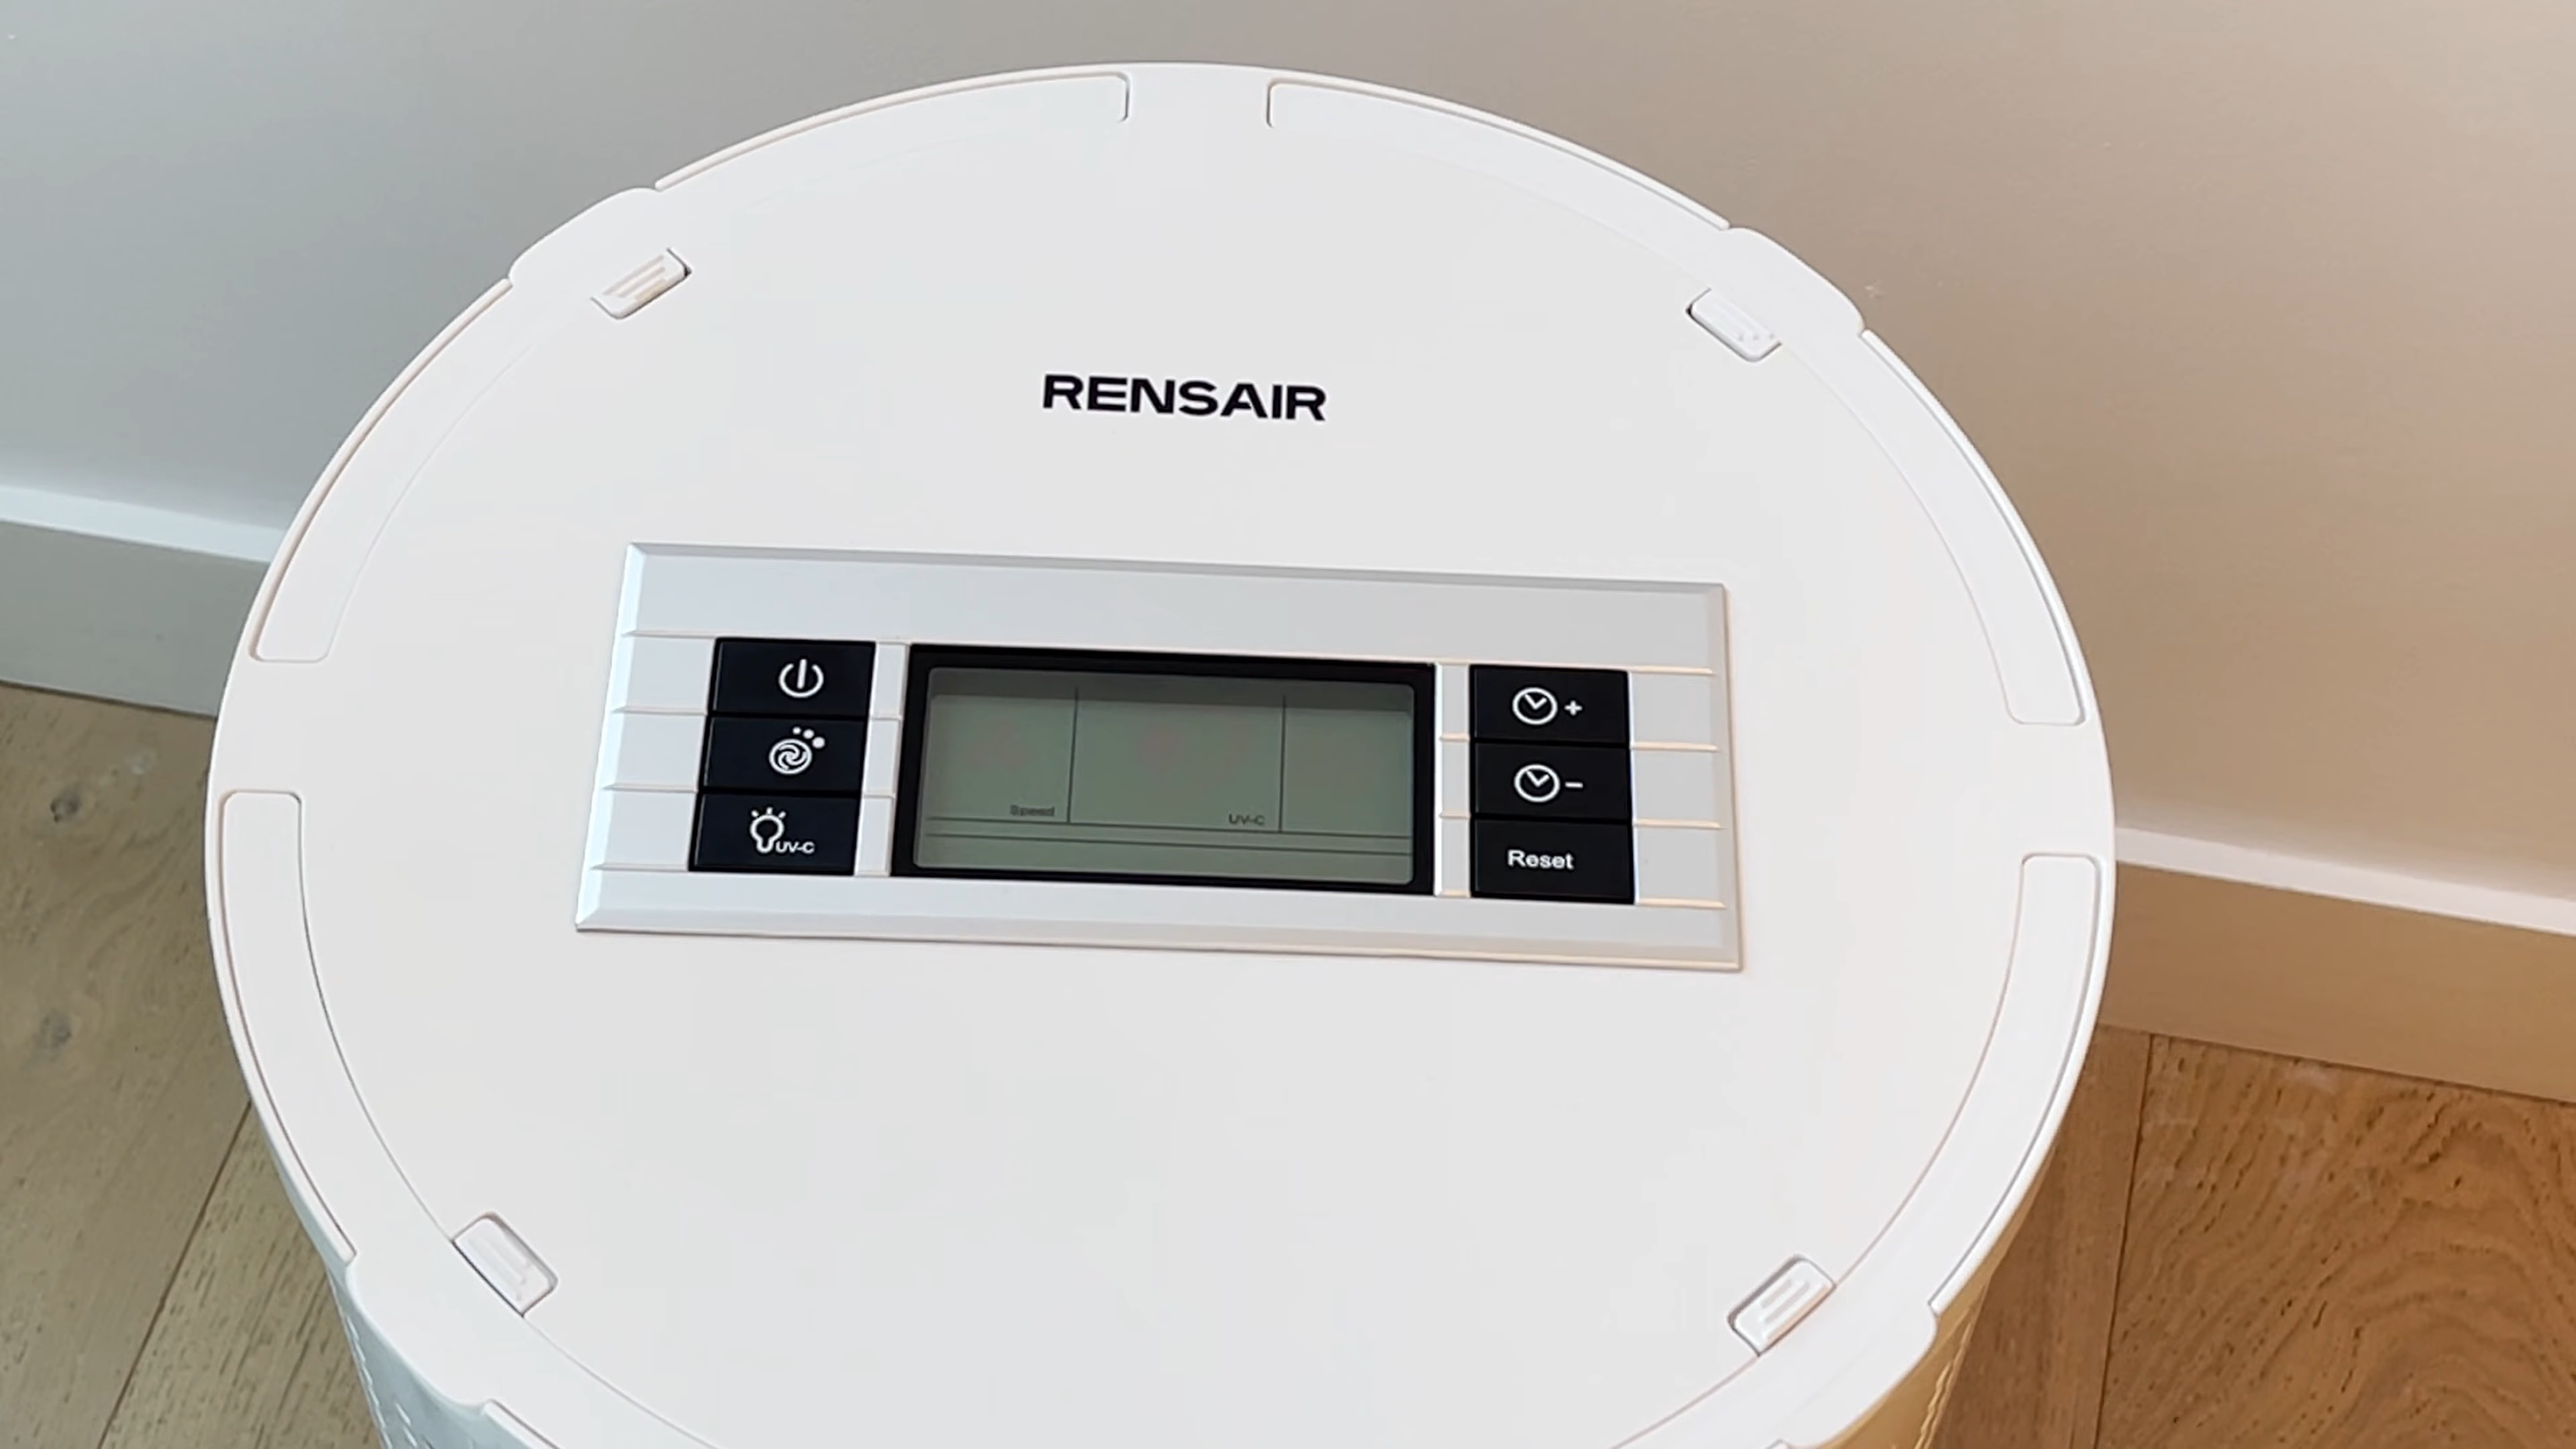 RENSAIR
UV-C
Speed
UV-C
+
-
Reset